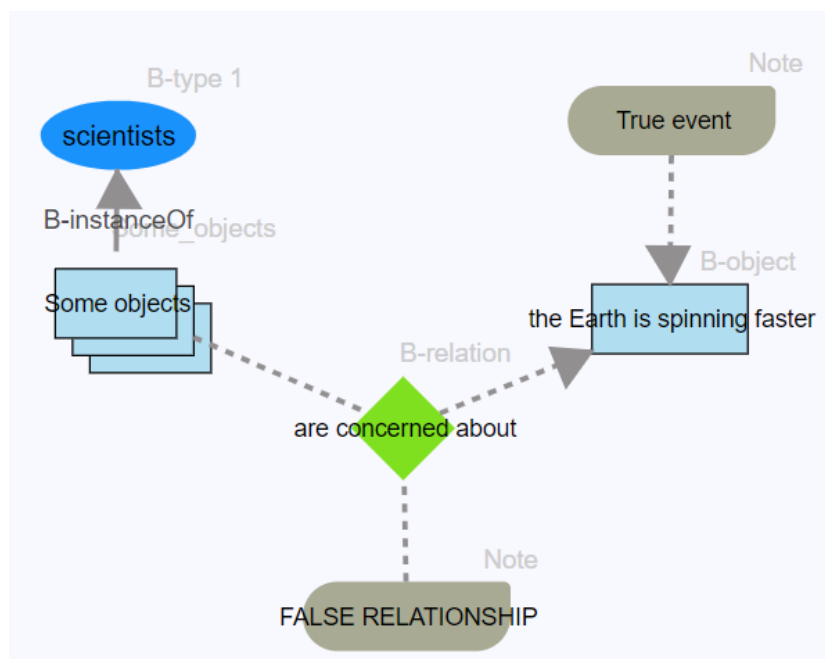 B-type 1
Note
scientists
True event
B-instanceOf
some_objects
B-object
Some objects
the Earth is spinning faster
B-relation
are concerned about
Note
FALSE RELATIONSHIP